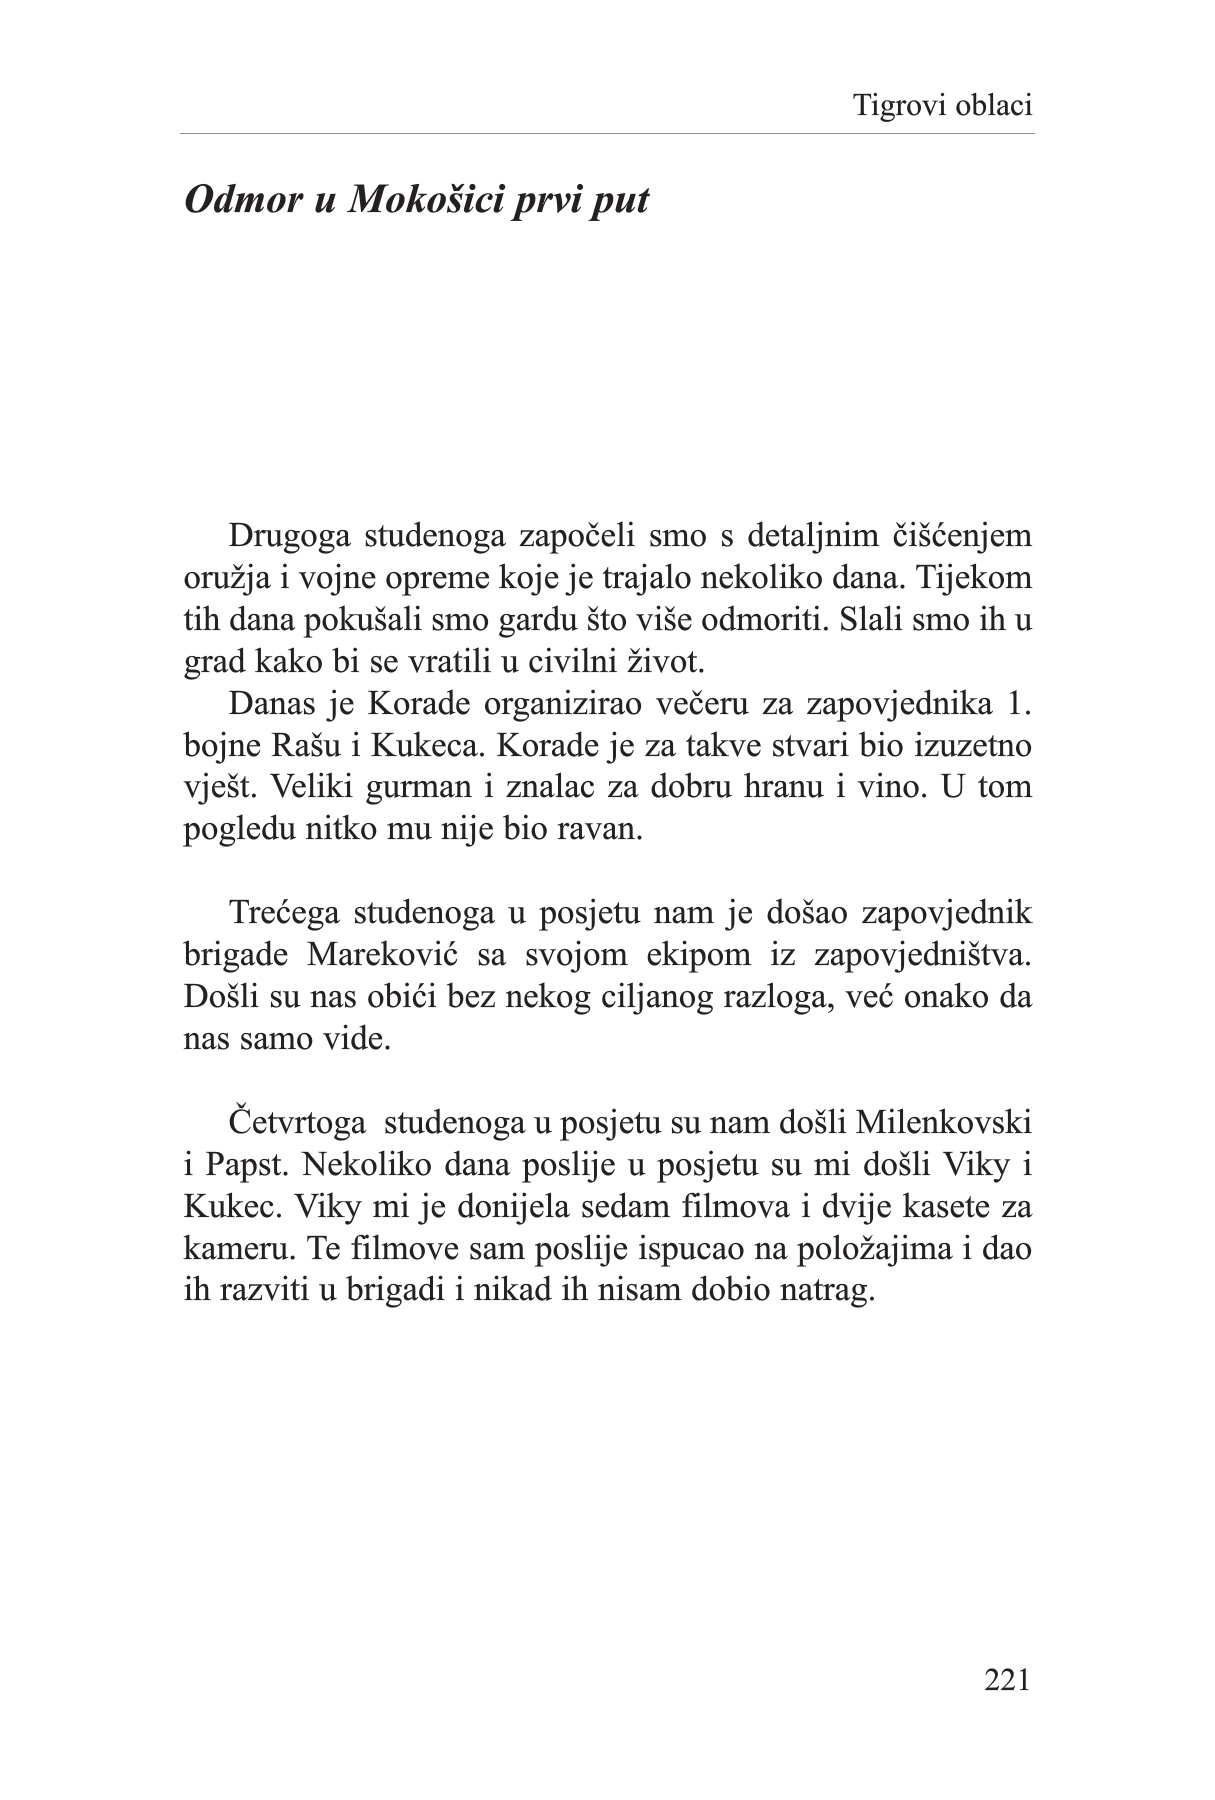 Tigrovi oblaci
Odmor u Mokošici prvi put
Drugoga studenoga započeli smo s detaljnim čišćenjem
oružja i vojne opreme koje je trajalo nekoliko dana. Tijekom
tih dana pokušali smo gardu što više odmoriti. Slali smo ih u
grad kako bi se vratili u civilni život.
Danas je Korade organizirao večeru za zapovjednika 1.
bojne Rašu i Kukeca. Korade je za takve stvari bio izuzetno
vješt. Veliki gurman i znalac za dobru hranu i vino. U tom
pogledu nitko mu nije bio ravan.
Trećega studenoga u posjetu nam je došao zapovjednik
brigade Mareković sa svojom ekipom iz zapovjedništva.
Došli su nas obići bez nekog ciljanog razloga, već onako da
nas samo vide.
Četvrtoga  studenoga u posjetu su nam došli Milenkovski
i Papst. Nekoliko dana poslije u posjetu su mi došli Viky i
Kukec. Viky mi je donijela sedam filmova i dvije kasete za
kameru. Te filmove sam poslije ispucao na položajima i dao
ih razviti u brigadi i nikad ih nisam dobio natrag.
221